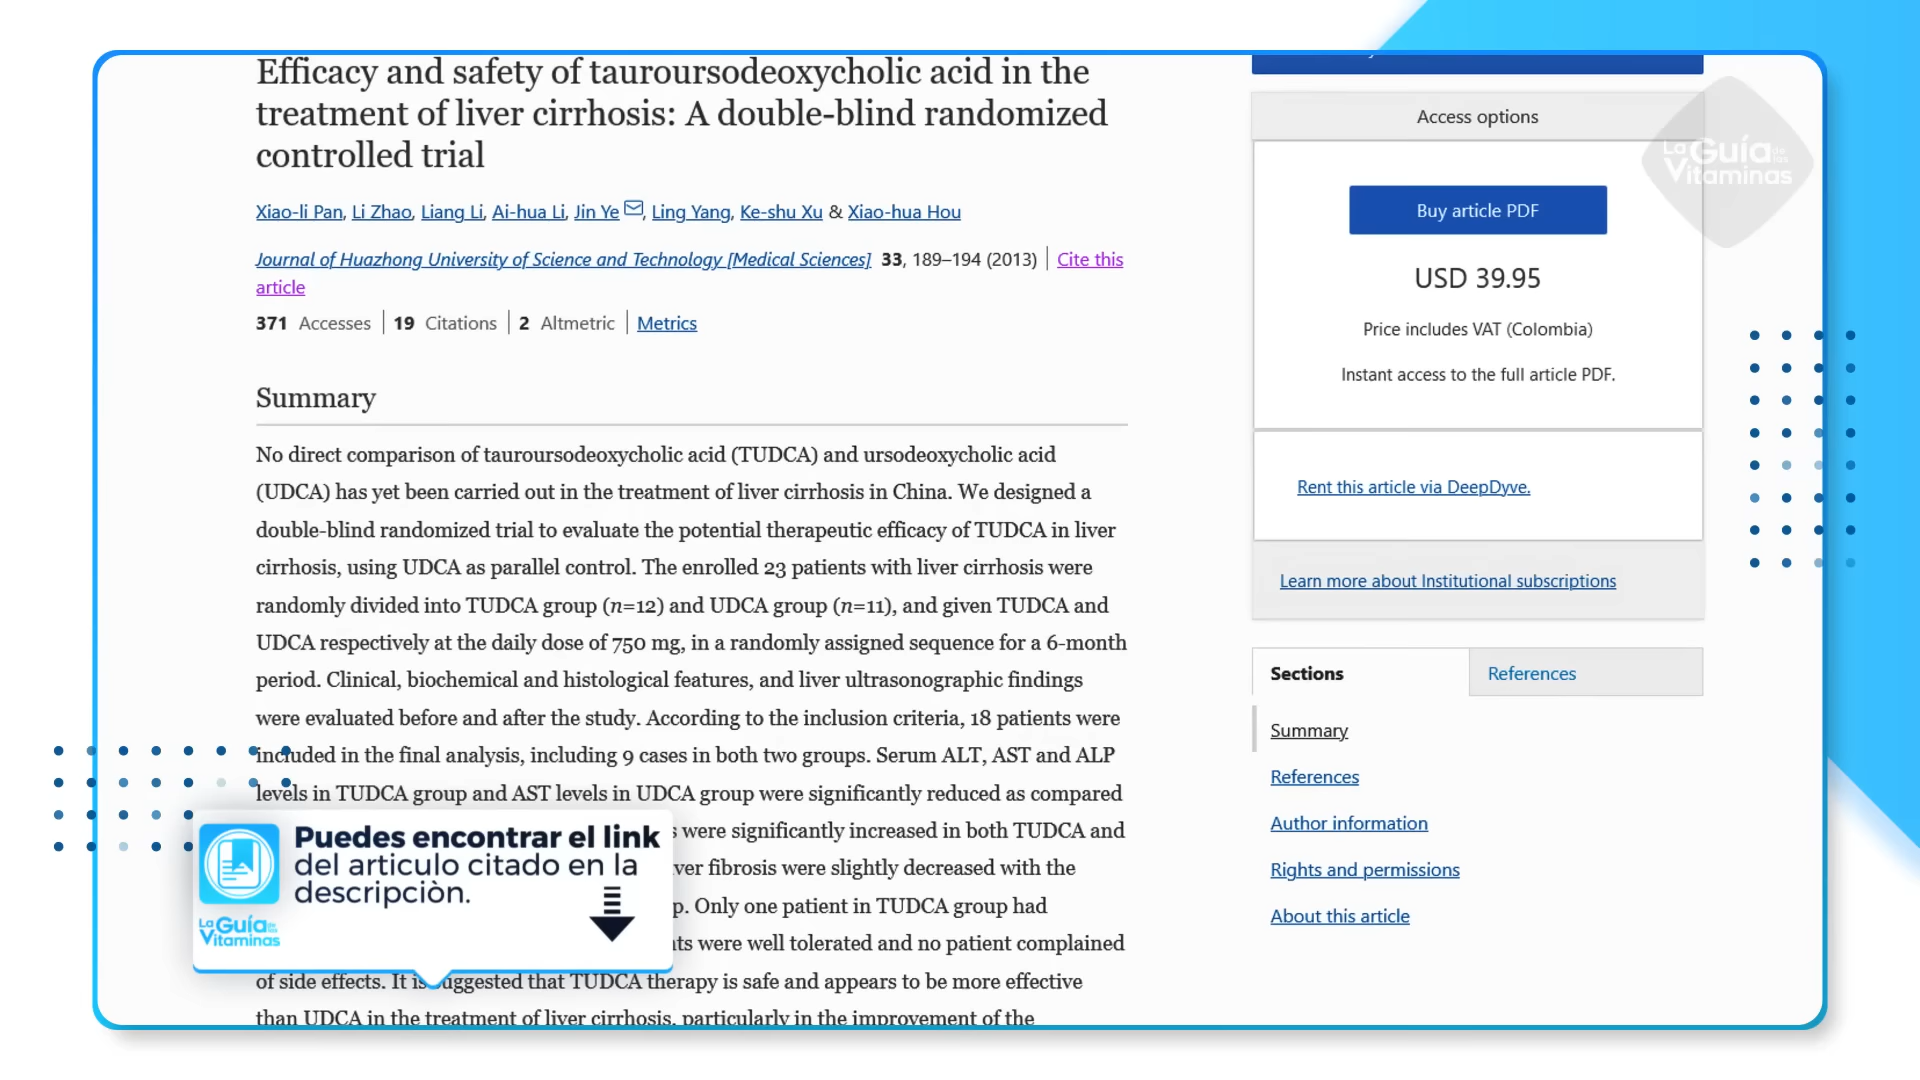 Efficacy and safety of tauroursodeoxycholic acid in the
treatment of liver cirrhosis: A double-blind randomized
controlled trial
Xiao-li Pan, Li Zhao, Liang Li, Ai-hua Li, Jin Ye, Ling Yang, Ke-shu Xu & Xiao-hua Hou
Journal of Huazhong University of Science and Technology [Medical Sciences] 33, 189–194 (2013) | Cite this
article
371 Accesses | 19 Citations | 2 Altmetric | Metrics
Summary
No direct comparison of tauroursodeoxycholic acid (TUDCA) and ursodeoxycholic acid
(UDCA) has yet been carried out in the treatment of liver cirrhosis in China. We designed a
double-blind randomized trial to evaluate the potential therapeutic efficacy of TUDCA in liver
cirrhosis, using UDCA as parallel control. The enrolled 23 patients with liver cirrhosis were
randomly divided into TUDCA group (n=12) and UDCA group (n=11), and given TUDCA and
UDCA respectively at the daily dose of 750 mg, in a randomly assigned sequence for a 6-month
period. Clinical, biochemical and histological features, and liver ultrasonographic findings
were evaluated before and after the study. According to the inclusion criteria, 18 patients were
included in the final analysis, including 9 cases in both two groups. Serum ALT, AST and ALP
levels in TUDCA group and AST levels in UDCA group were significantly reduced as compared
were significantly increased in both TUDCA and
fibrosis were slightly decreased with the
Only one patient in TUDCA group had
were well tolerated and no patient complained
of side effects. It is suggested that TUDCA therapy is safe and appears to be more effective
than UDCA in the treatment of liver cirrhosis, particularly in the improvement of the
Puedes encontrar el link
del articulo citado en la
descripciòn.
La Guía de las
Vitaminas
Access options
Buy article PDF
USD 39.95
Price includes VAT (Colombia)
Instant access to the full article PDF.
Rent this article via DeepDyve.
Learn more about Institutional subscriptions
Sections
References
Summary
References
Author information
Rights and permissions
About this article
La Guía de las
Vitaminas